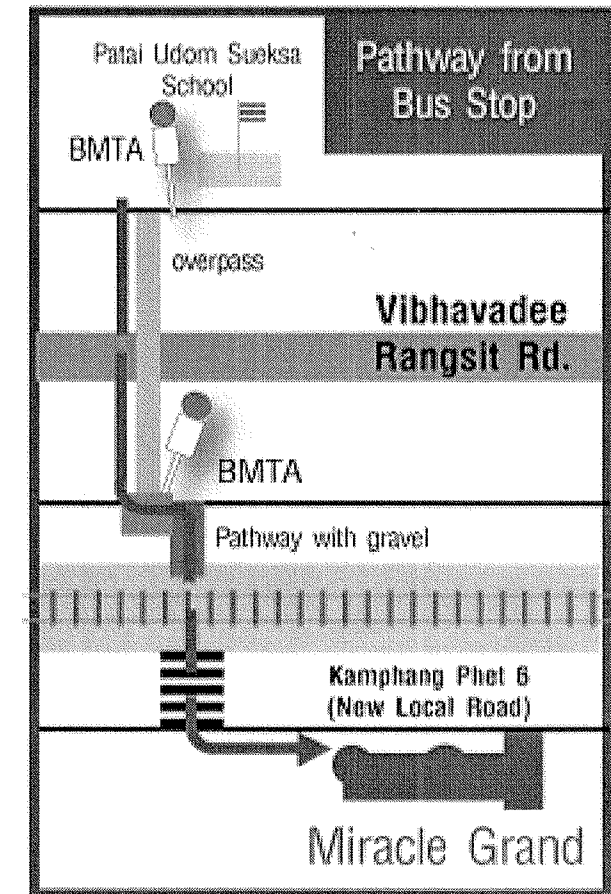 Patai Udom Sueksa
School
Pathway from
Bus Stop
BMTA
overpass
Vibhavadee
Rangsit Rd.
BMTA
Pathway with gravel
Kamphang Phet 6
(New Local Road)
Miracle Grand